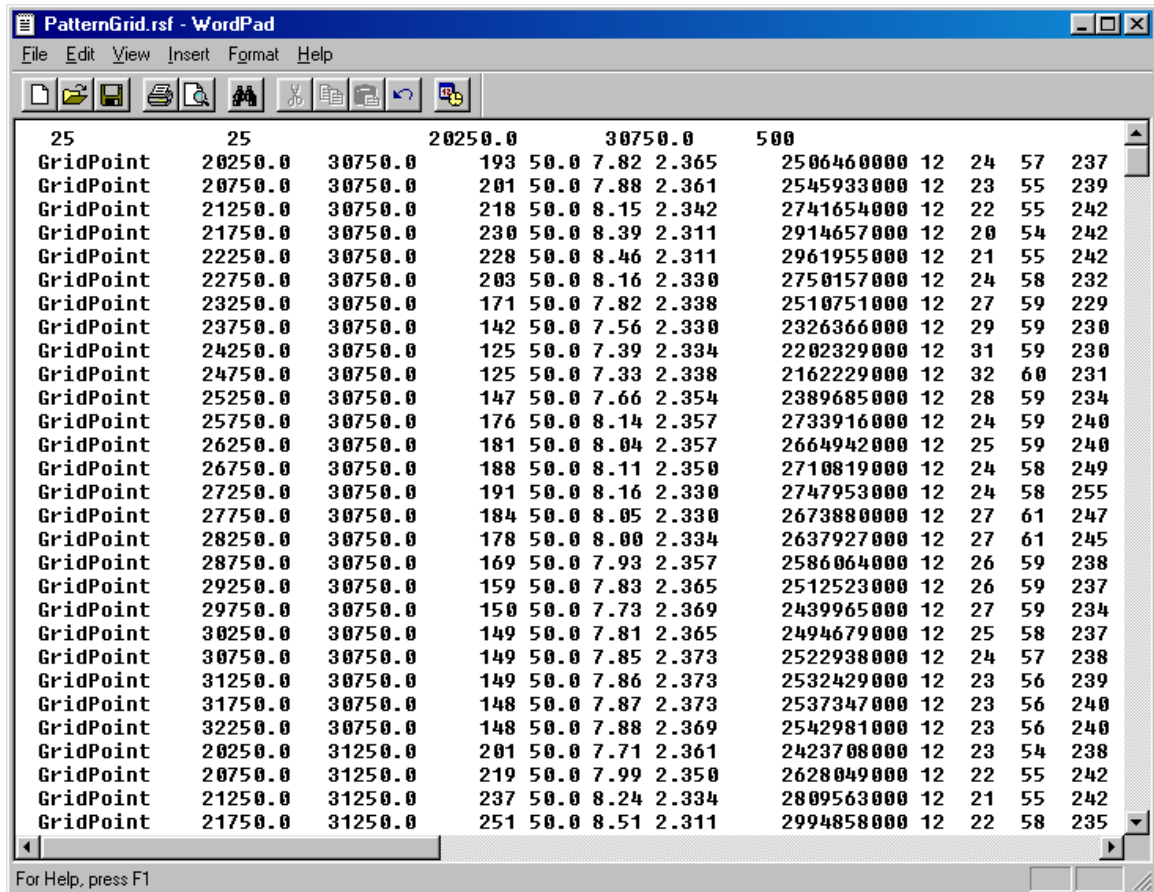 PatternGrid.rsf - WordPad
File Edit View Insert Format Help
25 25 20250.0 30750.0 500
GridPoint 20250.0 30750.0 193 50.0 7.82 2.365 2506460000 12 24 57 237
GridPoint 20750.0 30750.0 201 50.0 7.88 2.361 2545933000 12 23 55 239
GridPoint 21250.0 30750.0 218 50.0 8.15 2.342 2741654000 12 22 55 242
GridPoint 21750.0 30750.0 230 50.0 8.39 2.311 2914657000 12 20 54 242
GridPoint 22250.0 30750.0 228 50.0 8.46 2.311 2961955000 12 21 55 242
GridPoint 22750.0 30750.0 203 50.0 8.16 2.330 2750157000 12 24 58 232
GridPoint 23250.0 30750.0 171 50.0 7.82 2.338 2510751000 12 27 59 229
GridPoint 23750.0 30750.0 142 50.0 7.56 2.330 2326366000 12 29 59 230
GridPoint 24250.0 30750.0 125 50.0 7.39 2.334 2202329000 12 31 59 230
GridPoint 24750.0 30750.0 125 50.0 7.33 2.338 2162229000 12 32 60 231
GridPoint 25250.0 30750.0 147 50.0 7.66 2.354 2389685000 12 28 59 234
GridPoint 25750.0 30750.0 176 50.0 8.14 2.357 2733916000 12 24 59 240
GridPoint 26250.0 30750.0 181 50.0 8.04 2.357 2664942000 12 25 59 240
GridPoint 26750.0 30750.0 188 50.0 8.11 2.350 2710819000 12 24 58 249
GridPoint 27250.0 30750.0 191 50.0 8.16 2.330 2747953000 12 24 58 255
GridPoint 27750.0 30750.0 184 50.0 8.05 2.330 2673880000 12 27 61 247
GridPoint 28250.0 30750.0 178 50.0 8.00 2.334 2637927000 12 27 61 245
GridPoint 28750.0 30750.0 169 50.0 7.93 2.357 2586064000 12 26 59 238
GridPoint 29250.0 30750.0 159 50.0 7.83 2.365 2512523000 12 26 59 237
GridPoint 29750.0 30750.0 150 50.0 7.73 2.369 2439965000 12 27 59 234
GridPoint 30250.0 30750.0 149 50.0 7.81 2.365 2494679000 12 25 58 237
GridPoint 30750.0 30750.0 149 50.0 7.85 2.373 2522938000 12 24 57 238
GridPoint 31250.0 30750.0 149 50.0 7.86 2.373 2532429000 12 23 56 239
GridPoint 31750.0 30750.0 148 50.0 7.87 2.373 2537347000 12 23 56 240
GridPoint 32250.0 30750.0 148 50.0 7.88 2.369 2542981000 12 23 56 240
GridPoint 20250.0 31250.0 201 50.0 7.71 2.361 2423708000 12 23 54 238
GridPoint 20750.0 31250.0 219 50.0 7.99 2.350 2628049000 12 22 55 242
GridPoint 21250.0 31250.0 237 50.0 8.24 2.334 2809563000 12 21 55 242
GridPoint 21750.0 31250.0 251 50.0 8.51 2.311 2994858000 12 22 58 235
For Help, press F1